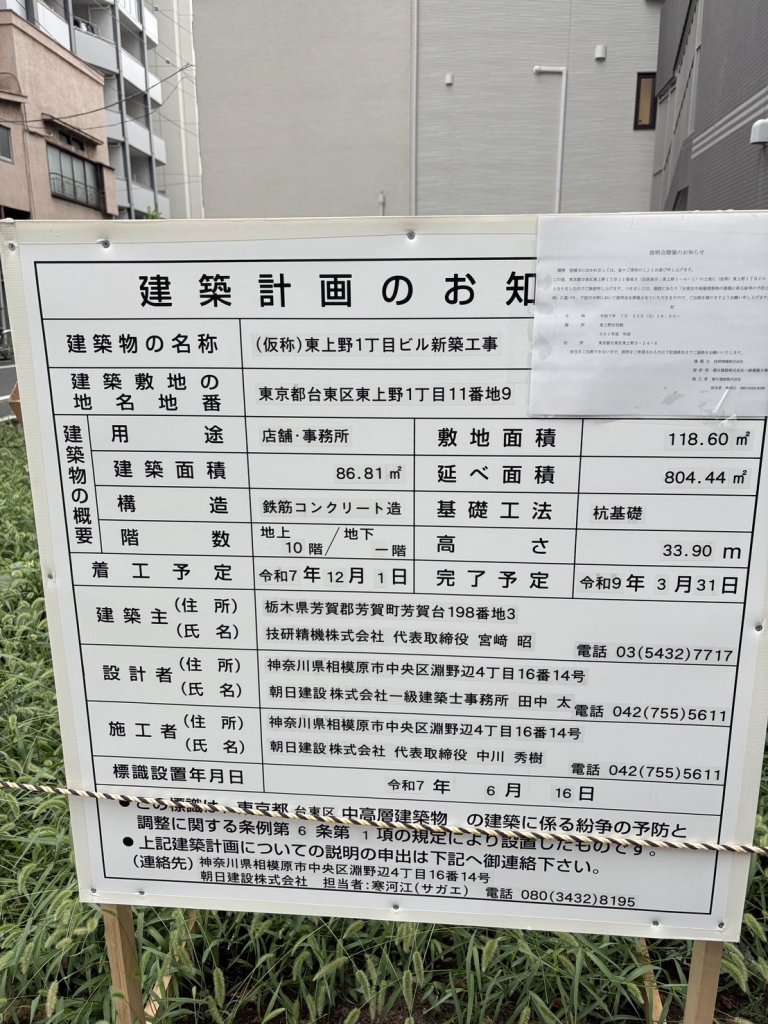 建築計画のお知
説明会開催のお知らせ
建築物の名称 (仮称)東上野1丁目ビル新築工事
建築敷地の地名地番 東京都台東区東上野1丁目11番地9
建築物の概要
用途 店舗・事務所 敷地面積 118.60㎡
建築面積 86.81㎡ 延べ面積 804.44㎡
構造 鉄筋コンクリート造 基礎工法 杭基礎
階数 地上10階/地下一階 高さ 33.90m
着工予定 令和7年12月1日 完了予定 令和9年3月31日
建築主(住所) 栃木県芳賀郡芳賀町芳賀台198番地3
(氏名) 技研精機株式会社 代表取締役 宮﨑 昭 電話 03(5432)7717
設計者(住所) 神奈川県相模原市中央区淵野辺4丁目16番14号
(氏名) 朝日建設株式会社一級建築士事務所 田中 太 電話 042(755)5611
施工者(住所) 神奈川県相模原市中央区淵野辺4丁目16番14号
(氏名) 朝日建設株式会社 代表取締役 中川 秀樹 電話 042(755)5611
標識設置年月日 令和7年 6月 16日
●この標識は、東京都 台東区 中高層建築物 の建築に係る紛争の予防と
調整に関する条例第6条第1項の規定により設置したものです。
●上記建築計画についての説明の申出は下記へ御連絡下さい。
(連絡先) 神奈川県相模原市中央区淵野辺4丁目16番14号
朝日建設株式会社 担当者:寒河江(サガエ) 電話 080(3432)8195